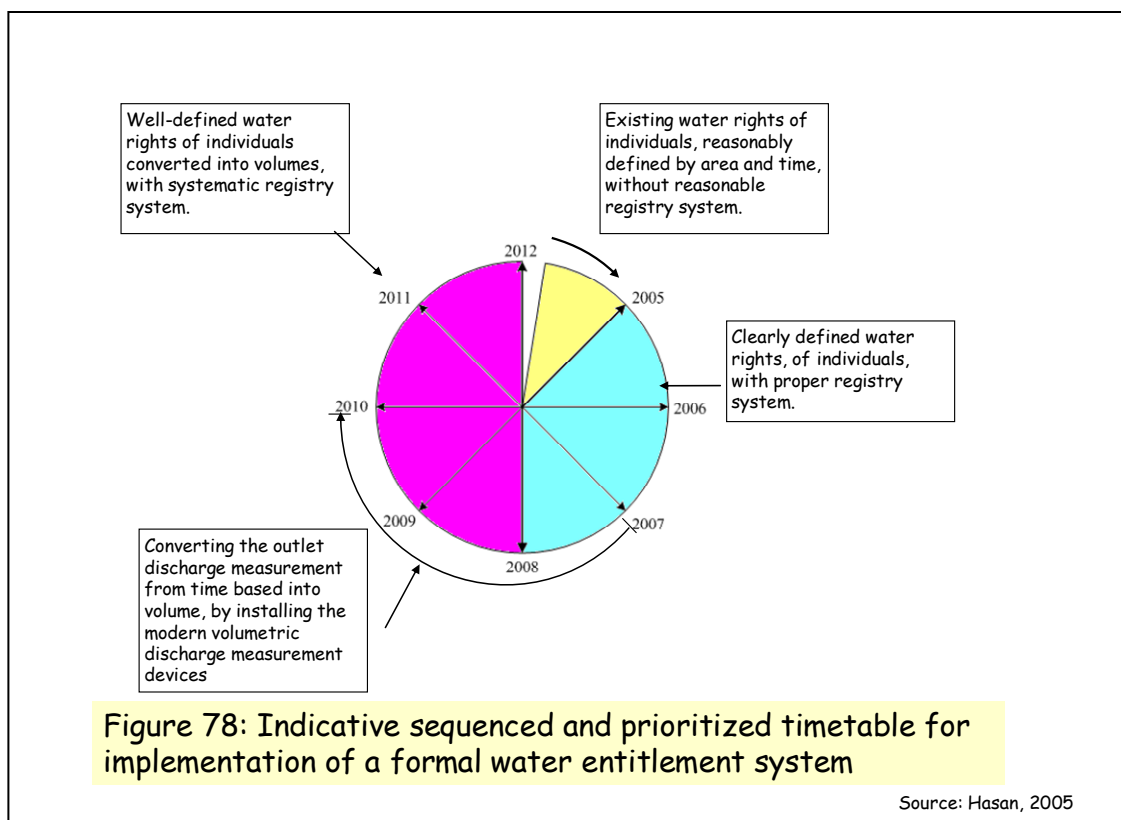 Well-defined water
rights of individuals
converted into volumes,
with systematic registry
system.
Existing water rights of
individuals, reasonably
defined by area and time,
without reasonable
registry system.
2012
2011
2005
Clearly defined water
rights, of individuals,
with proper registry
system.
2010
2006
2009
2007
2008
Converting the outlet
discharge measurement
from time based into
volume, by installing the
modern volumetric
discharge measurement
devices
Figure 78: Indicative sequenced and prioritized timetable for
implementation of a formal water entitlement system
Source: Hasan, 2005